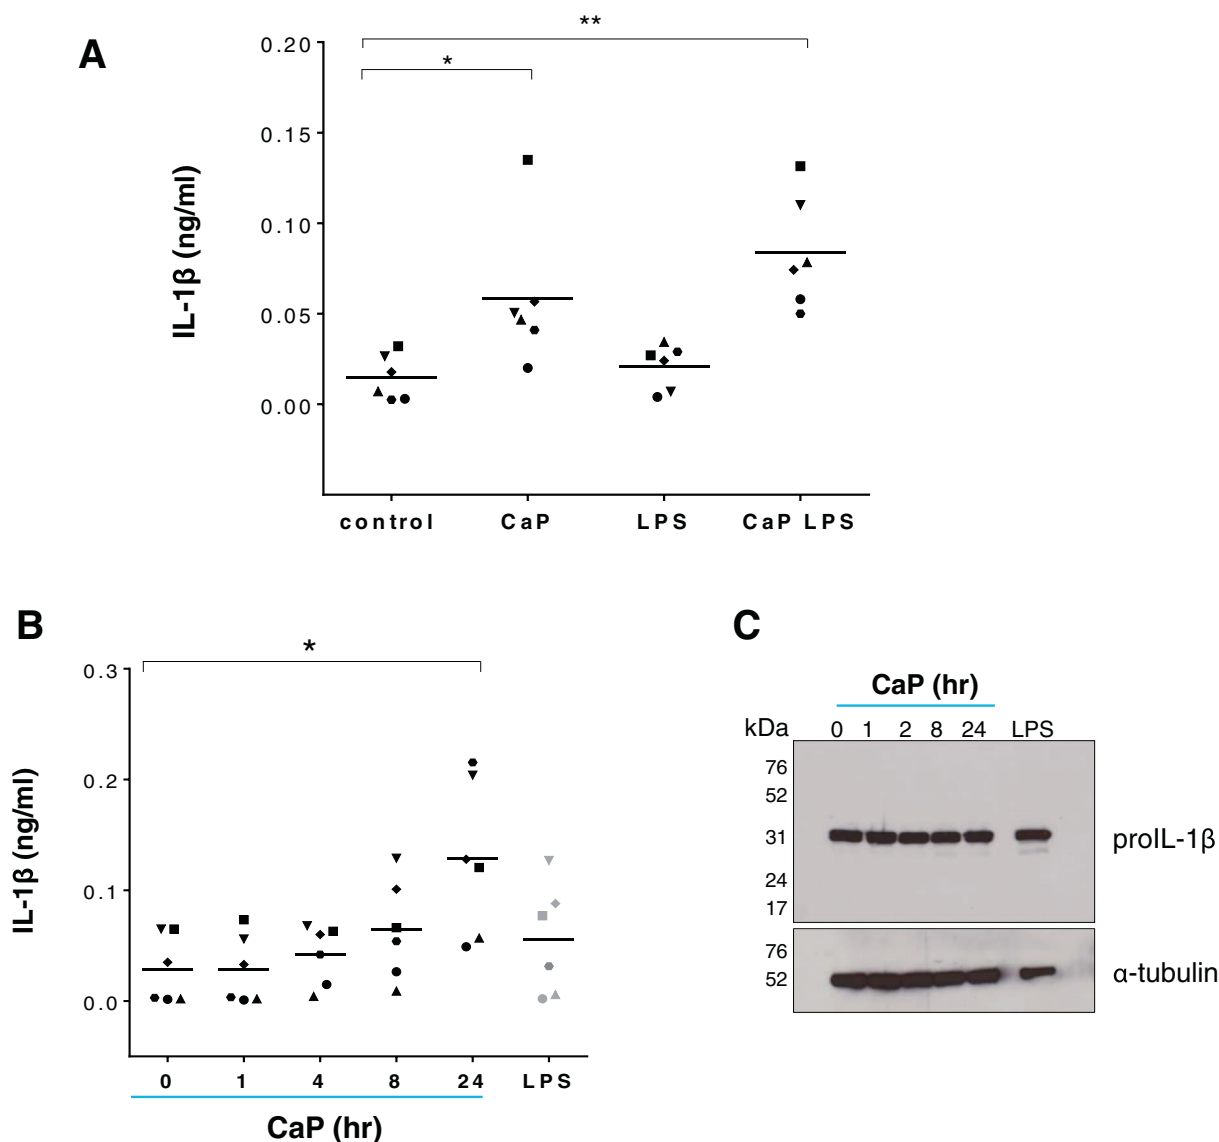 A
**
*
IL-1β (ng/ml)
0.20
0.15
0.10
0.05
0.00
control CaP LPS CaP LPS
B
*
IL-1β (ng/ml)
0.3
0.2
0.1
0.0
0 1 4 8 24 LPS
CaP (hr)
C
CaP (hr)
kDa 0 1 2 8 24 LPS
76
52
31
24
17
proIL-1β
76
52
α-tubulin